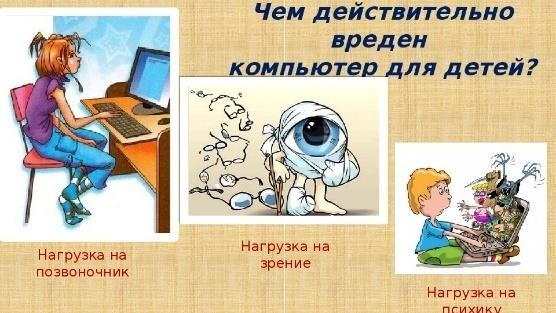 Чем действительно
вреден
компьютер для детей?
Нагрузка на
позвоночник
Нагрузка на
зрение
Нагрузка на
психику